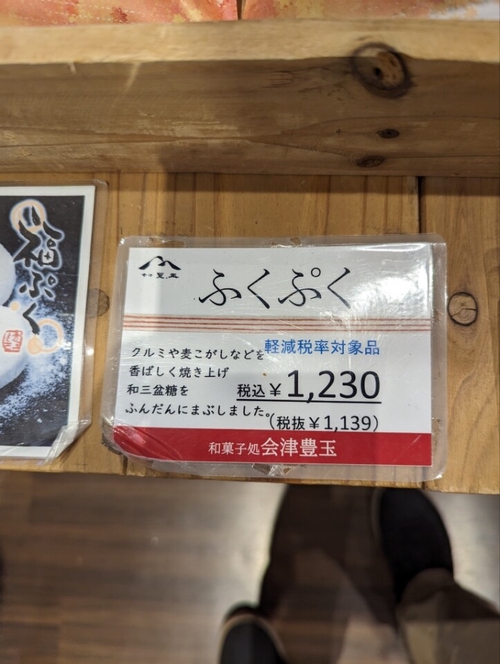 福ぷく
ふくぷく
軽減税率対象品
クルミや麦こがしなどを
香ばしく焼き上げ
和三盆糖を
ふんだんにまぶしました。
税込￥1,230
(税抜￥1,139)
和菓子処 会津豊玉